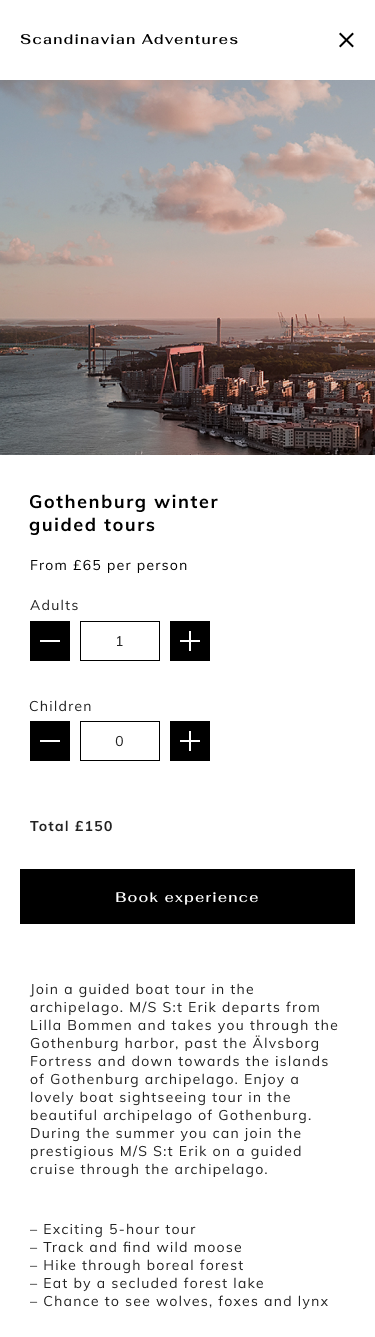 Scandinavian Adventures
Gothenburg winter
guided tours
From £65 per person
Adults
1
Children
0
Total £150
Book experience
Join a guided boat tour in the
archipelago. M/S S:t Erik departs from
Lilla Bommen and takes you through the
Gothenburg harbor, past the Älvsborg
Fortress and down towards the islands
of Gothenburg archipelago. Enjoy a
lovely boat sightseeing tour in the
beautiful archipelago of Gothenburg.
During the summer you can join the
prestigious M/S S:t Erik on a guided
cruise through the archipelago.
– Exciting 5-hour tour
– Track and find wild moose
– Hike through boreal forest
– Eat by a secluded forest lake
– Chance to see wolves, foxes and lynx